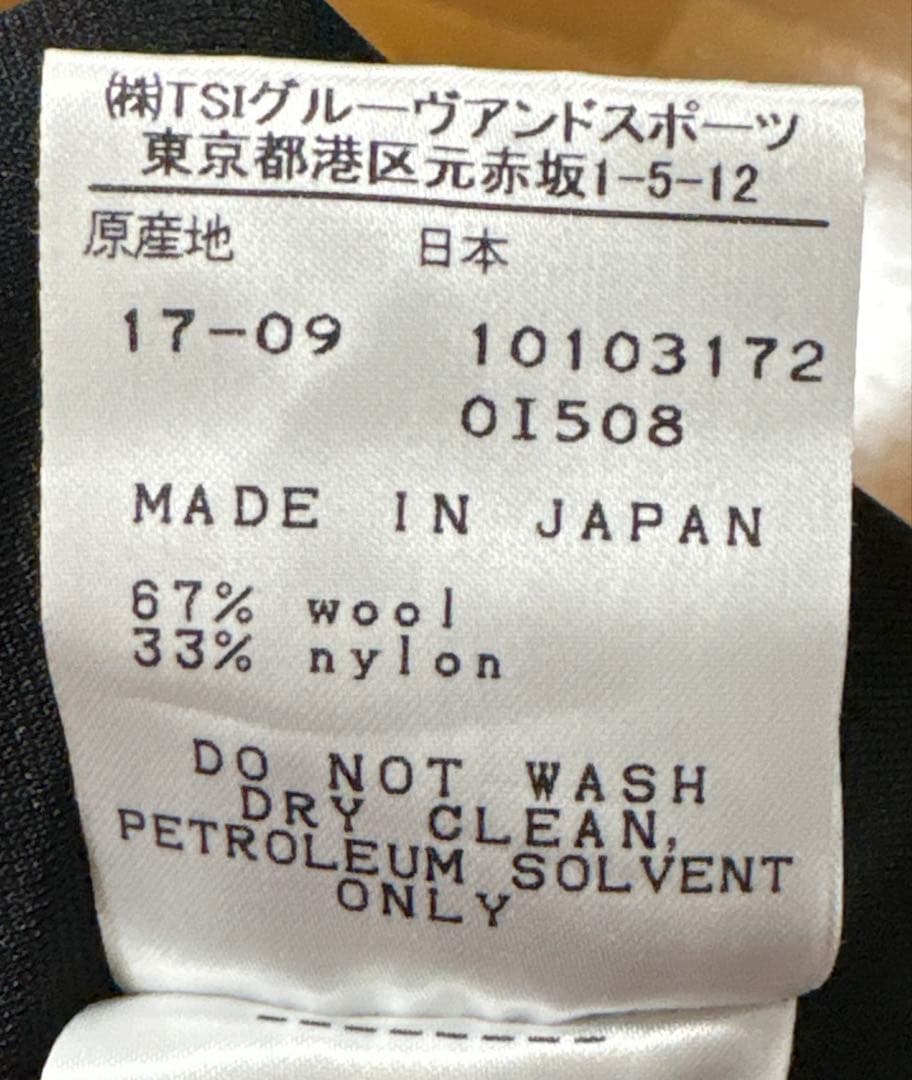 ㈱TSIグルーヴアンドスポーツ
東京都港区元赤坂1-5-12
原産地 日本
17-09 10103172
OI508
MADE IN JAPAN
67% wool
33% nylon
DO NOT WASH
DRY CLEAN,
PETROLEUM SOLVENT
ONLY